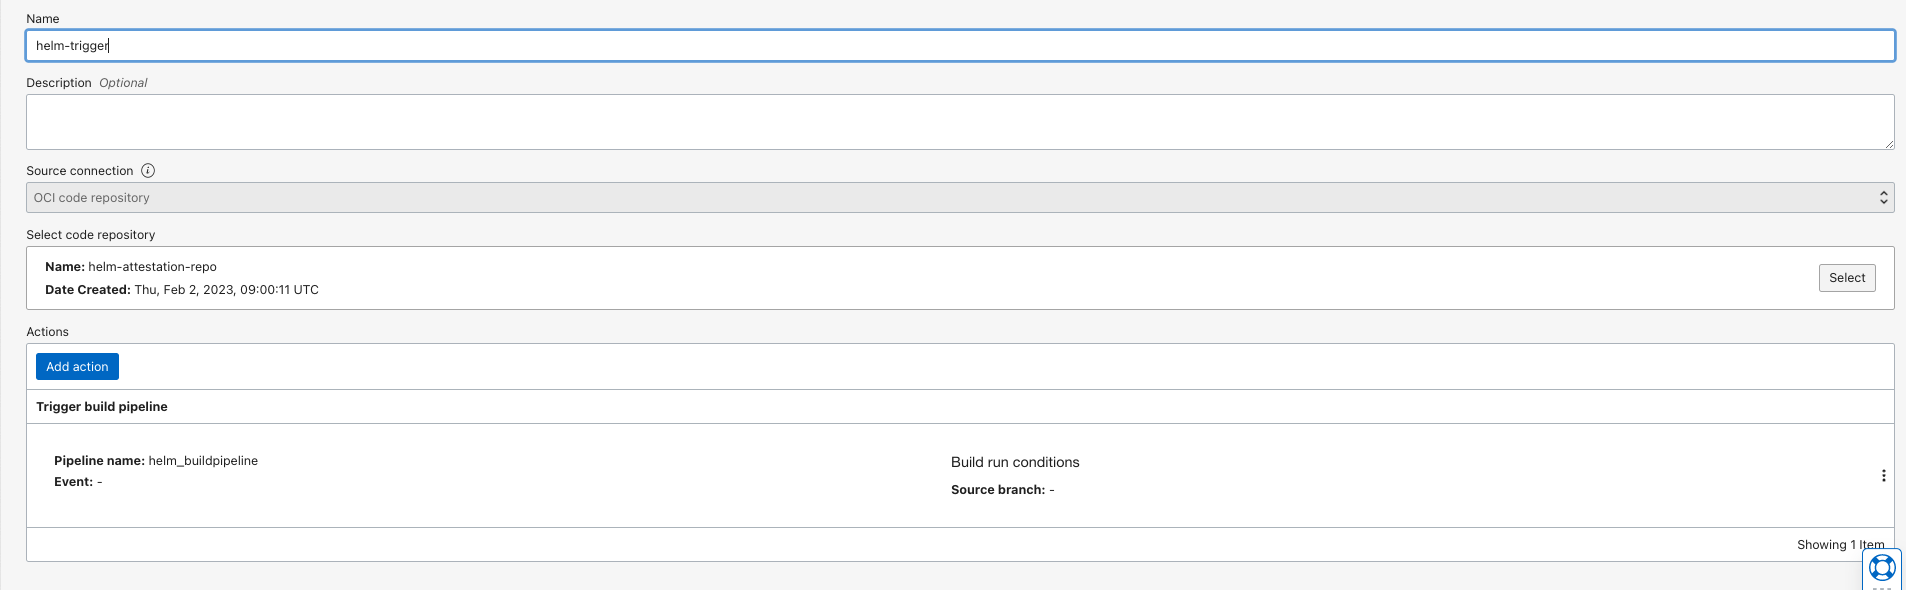 Name
helm-trigger
Description Optional
Source connection
OCI code repository
Select code repository
Name: helm-attestation-repo
Date Created: Thu, Feb 2, 2023, 09:00:11 UTC
Select
Actions
Add action
Trigger build pipeline
Pipeline name: helm_buildpipeline
Event: -
Build run conditions
Source branch: -
Showing 1 Item